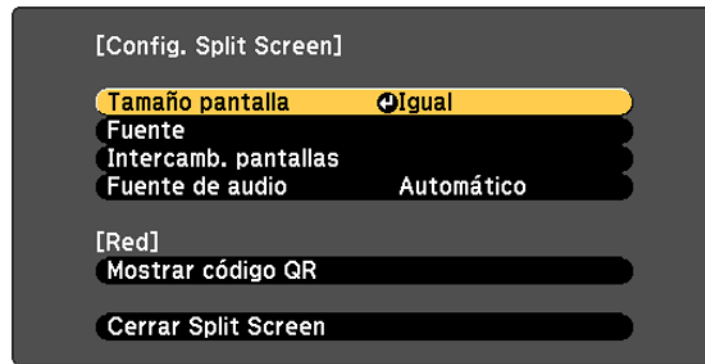 [Config. Split Screen]
Tamaño pantalla Igual
Fuente
Intercamb. pantallas
Fuente de audio Automático
[Red]
Mostrar código QR
Cerrar Split Screen